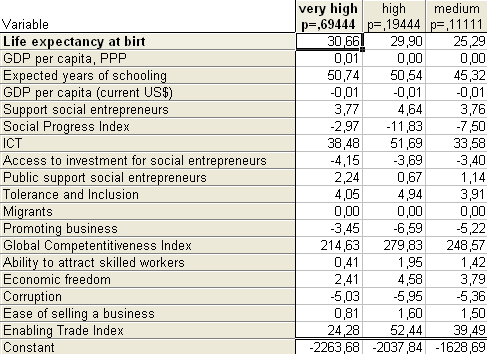 very high high medium
Variable p=,69444 p=,19444 p=,11111
Life expectancy at birt 30,66 29,90 25,29
GDP per capita, PPP 0,01 0,00 0,00
Expected years of schooling 50,74 50,54 45,32
GDP per capita (current US$) -0,01 -0,01 -0,01
Support social entrepreneurs 3,77 4,64 3,76
Social Progress Index -2,97 -11,83 -7,50
ICT 38,48 51,69 33,58
Access to investment for social entrepreneurs -4,15 -3,69 -3,40
Public support social entrepreneurs 2,24 0,67 1,14
Tolerance and Inclusion 4,05 4,94 3,91
Migrants 0,00 0,00 0,00
Promoting business -3,45 -6,59 -5,22
Global Competentitiveness Index 214,63 279,83 248,57
Ability to attract skilled workers 0,41 1,95 1,42
Economic freedom 2,41 4,58 3,79
Corruption -5,03 -5,95 -5,36
Ease of selling a business 0,81 1,60 1,50
Enabling Trade Index 24,28 52,44 39,49
Constant -2263,68 -2037,84 -1628,69